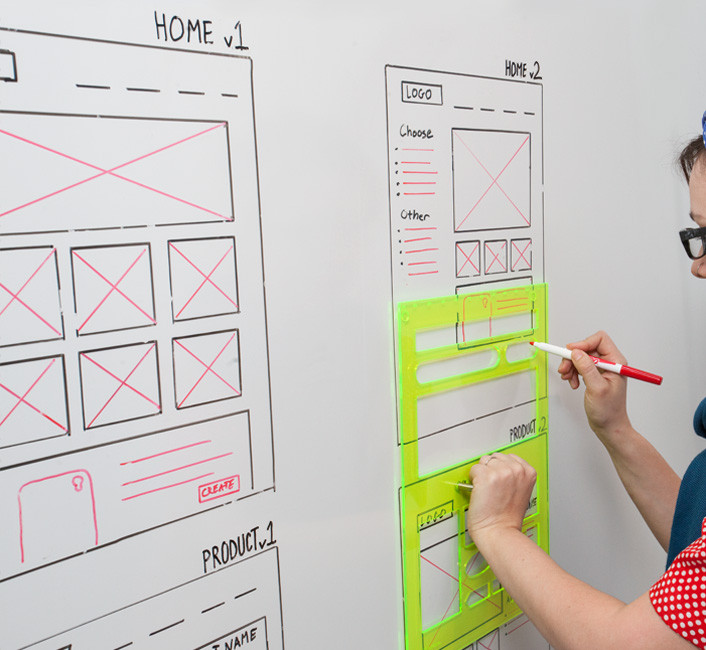 HOME v1
CREATE
PRODUCT v1
T NAME
HOME v2
LOGO
Choose
Other
PRODUCT v2
LOGO